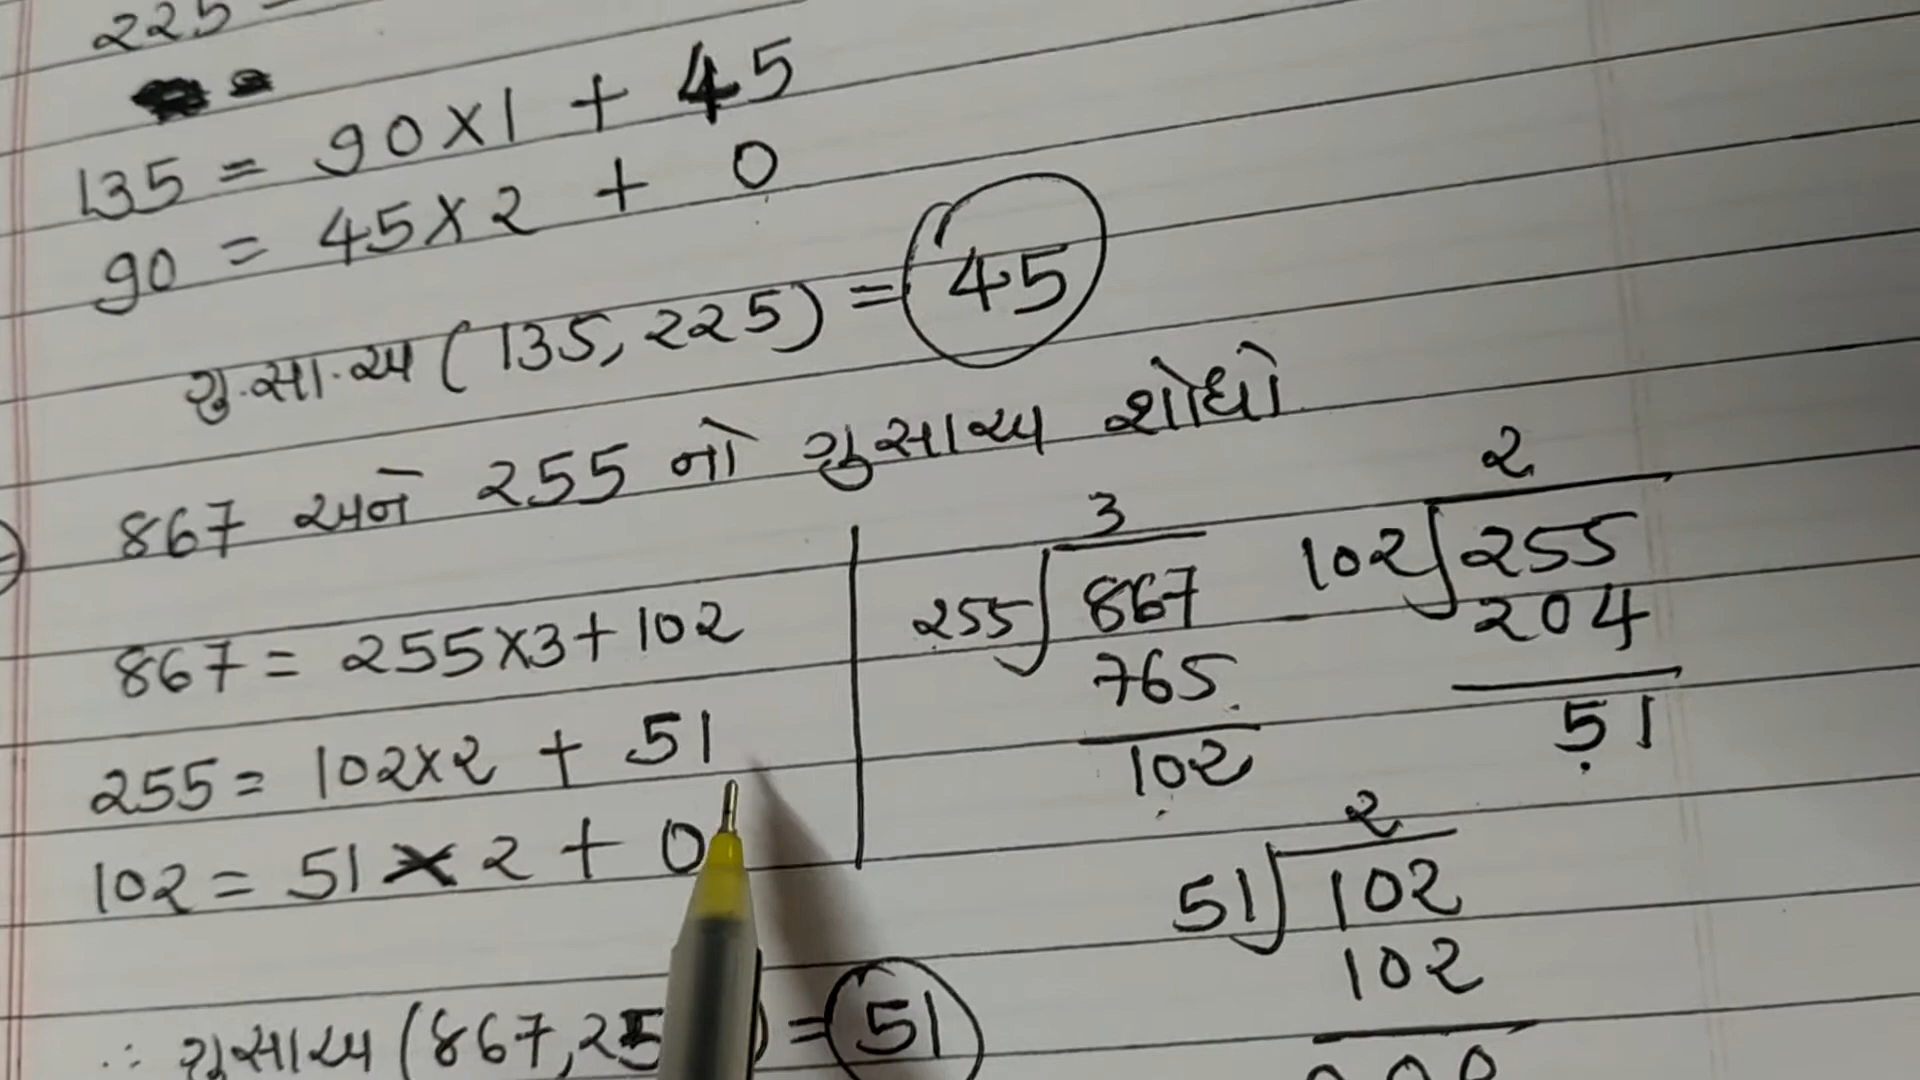 225
135 = 90×1 + 45
90 = 45×2 + 0
ગુ.સા.અ (135, 225) = 45
867 અને 255 નો ગુસાઅ શોધો
867 = 255×3+102
255 = 102×2 + 51
102 = 51 × 2 + 0
∴ ગુસાઅ (867, 25 ) = 51
3
255 867
765
102
2
102 255
204
51
2
51 102
102
000